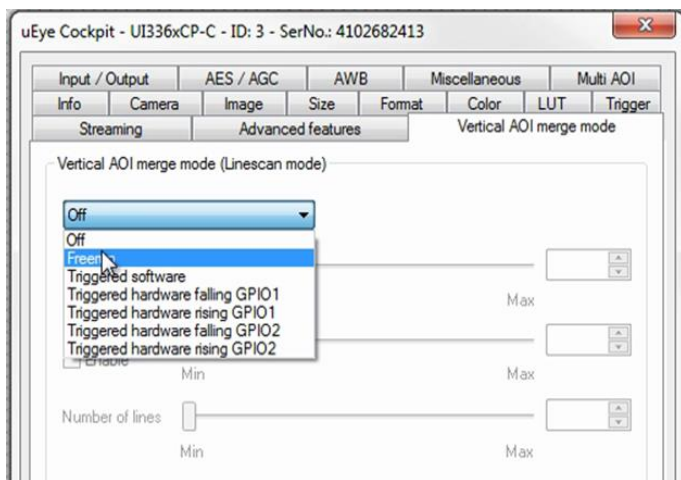 uEye Cockpit - UI336xCP-C - ID: 3 - SerNo.: 4102682413
Input / Output AES / AGC AWB Miscellaneous Multi AOI
Info Camera Image Size Format Color LUT Trigger
Streaming Advanced features Vertical AOI merge mode
Vertical AOI merge mode (Linescan mode)
Off
Off
Triggered software
Triggered hardware falling GPIO1
Max
Triggered hardware rising GPIO1
Triggered hardware falling GPIO2
Triggered hardware rising GPIO2
Enable
Min Max
Number of lines
Min Max